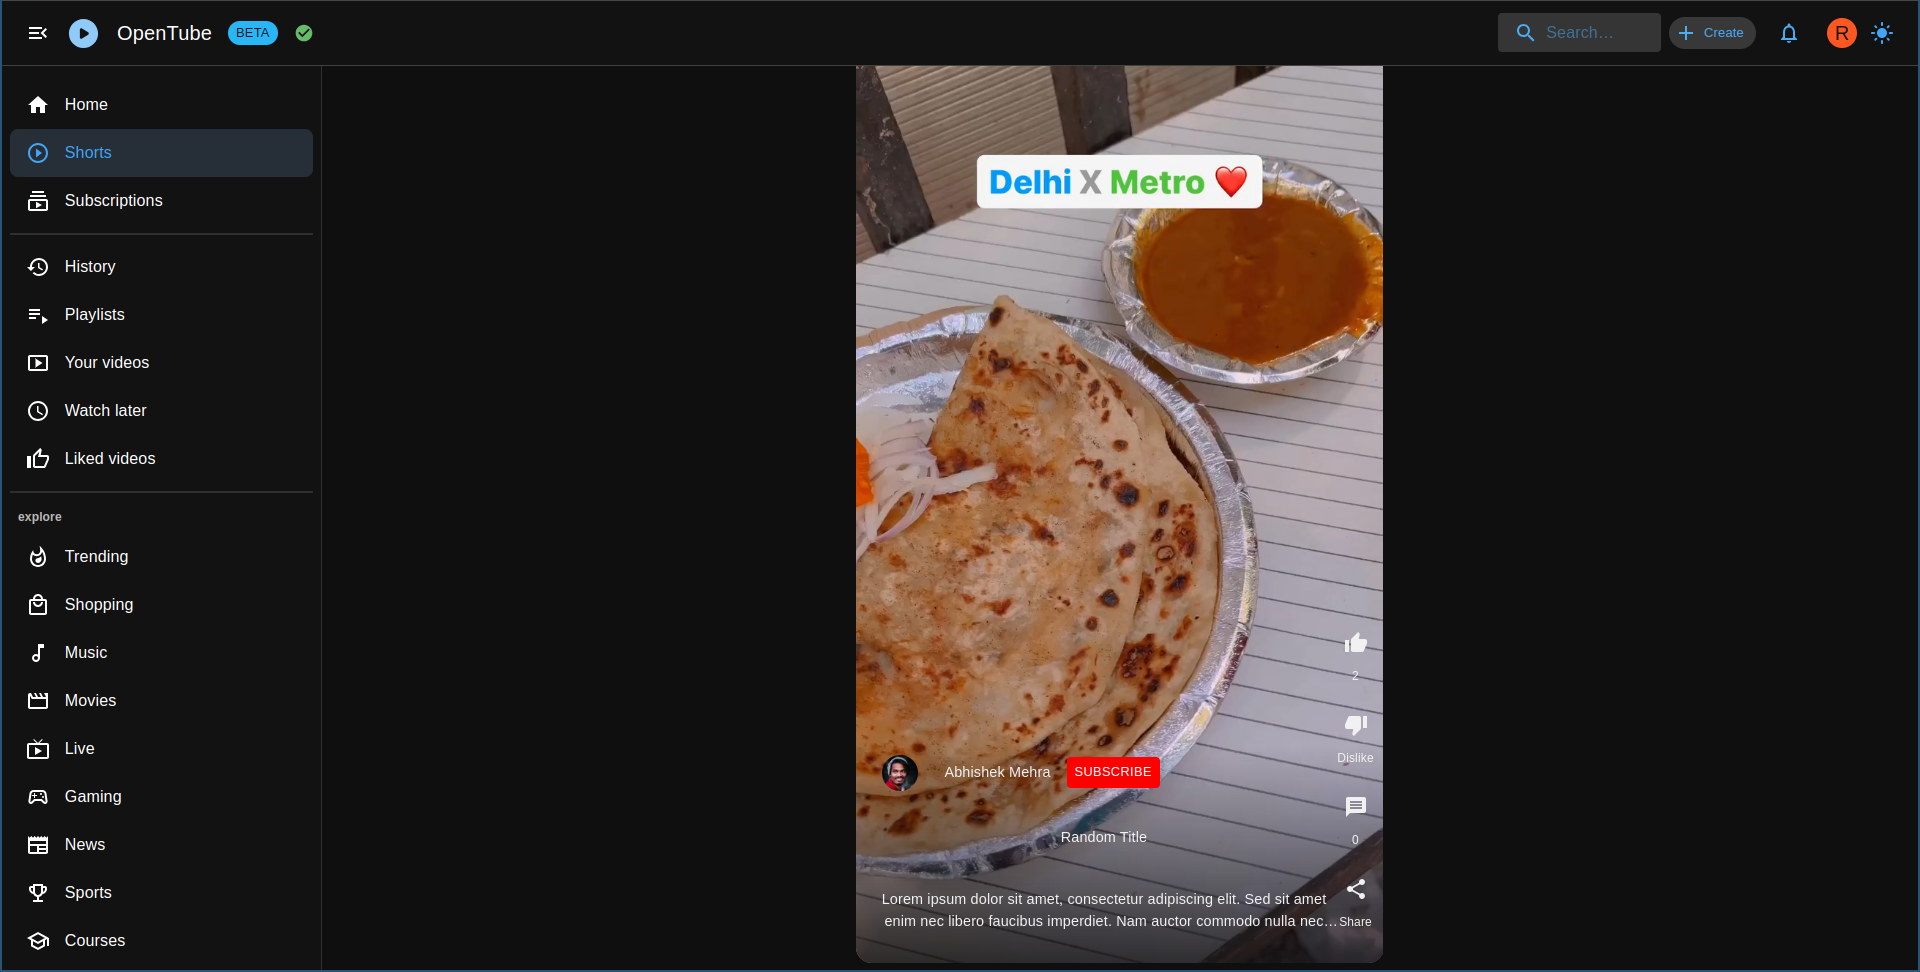 OpenTube BETA
Search…
Create
R
Home
Shorts
Subscriptions
History
Playlists
Your videos
Watch later
Liked videos
explore
Trending
Shopping
Music
Movies
Live
Gaming
News
Sports
Courses
Delhi X Metro ❤️
2
Dislike
Abhishek Mehra SUBSCRIBE
0
Random Title
Lorem ipsum dolor sit amet, consectetur adipiscing elit. Sed sit amet
enim nec libero faucibus imperdiet. Nam auctor commodo nulla nec…
Share